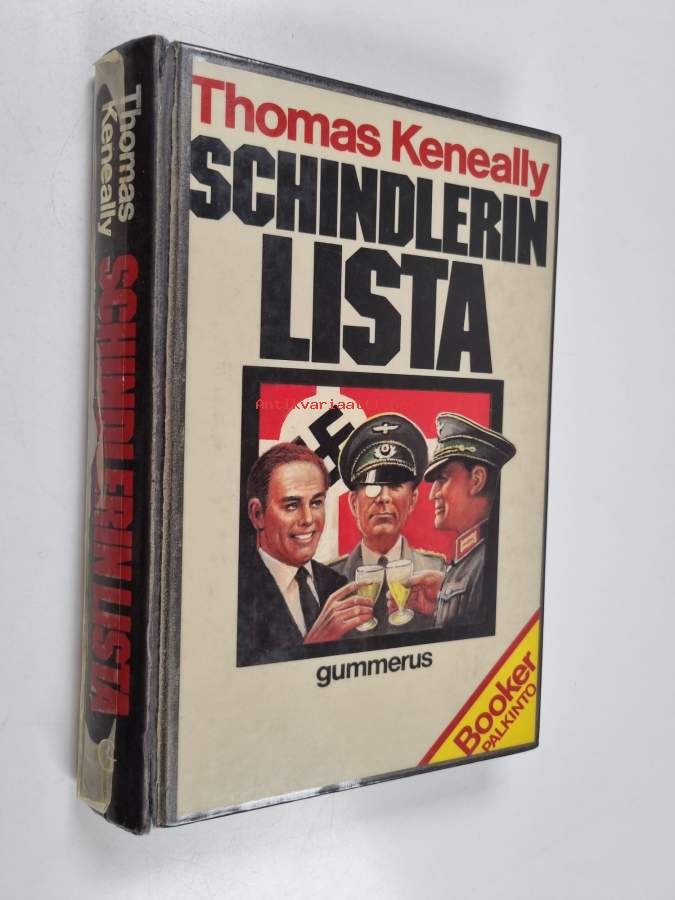 Thomas Keneally
SCHINDLERIN
LISTA
gummerus
Booker
PALKINTO
Thomas
Keneally
SCHINDLERIN LISTA